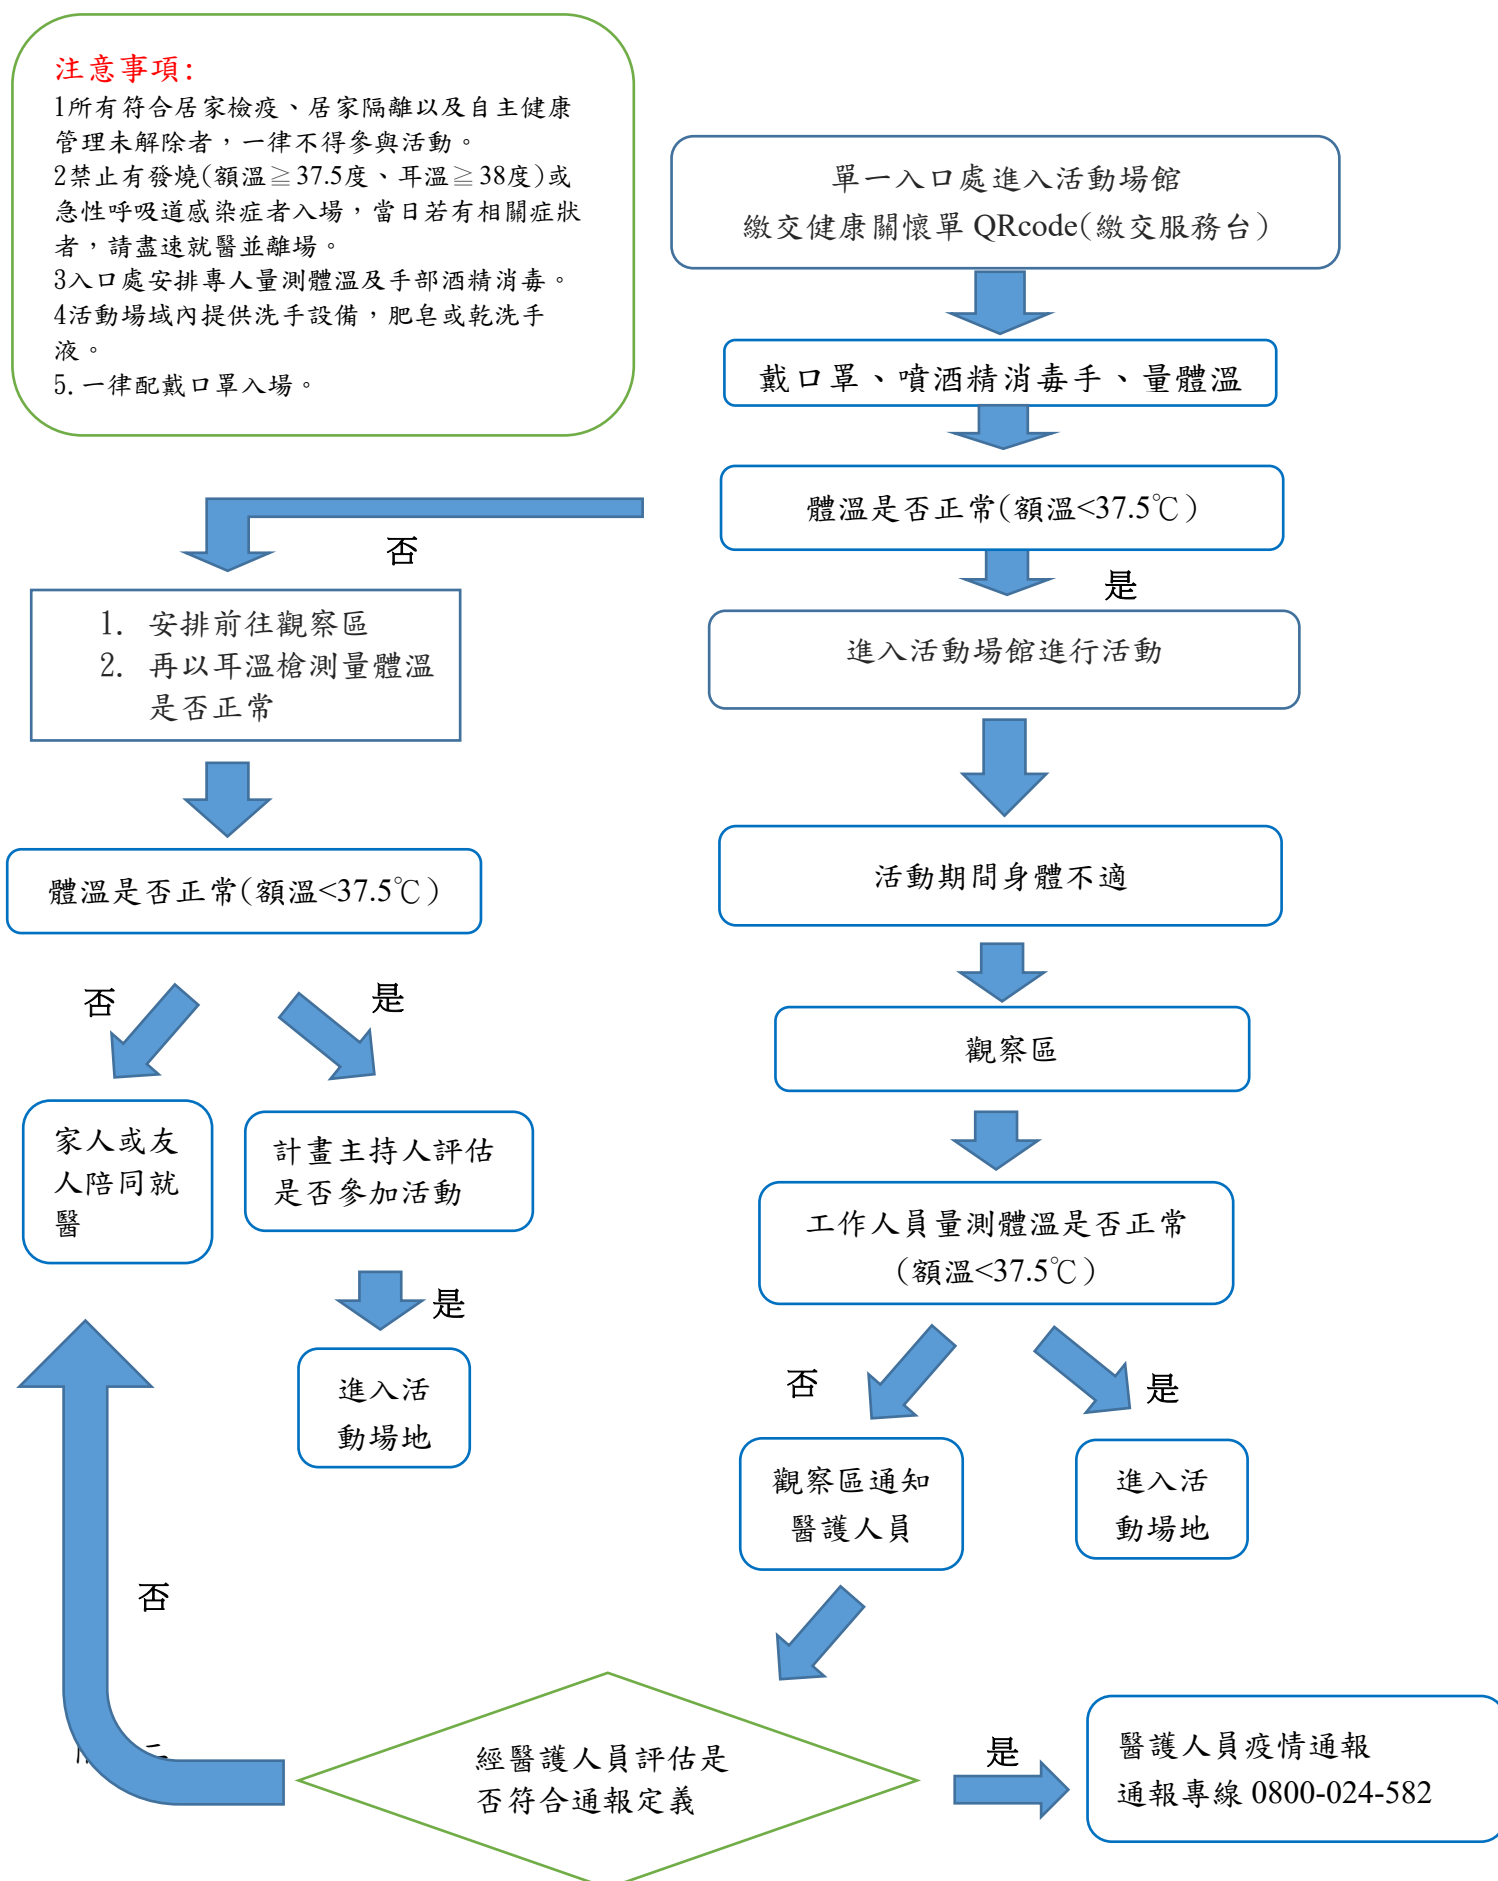 注意事項:
1所有符合居家檢疫、居家隔離以及自主健康
管理未解除者，一律不得參與活動。
2禁止有發燒(額溫≧37.5度、耳溫≧38度)或
急性呼吸道感染症者入場，當日若有相關症狀
者，請盡速就醫並離場。
3入口處安排專人量測體溫及手部酒精消毒。
4活動場域內提供洗手設備，肥皂或乾洗手
液。
5. 一律配戴口罩入場。
單一入口處進入活動場館
繳交健康關懷單 QRcode(繳交服務台)
戴口罩、噴酒精消毒手、量體溫
體溫是否正常(額溫<37.5℃)
否
是
1. 安排前往觀察區
2. 再以耳溫槍測量體溫
是否正常
進入活動場館進行活動
體溫是否正常(額溫<37.5℃)
活動期間身體不適
否
是
觀察區
家人或友
人陪同就
醫
計畫主持人評估
是否參加活動
工作人員量測體溫是否正常
(額溫<37.5℃)
是
進入活
動場地
否
是
觀察區通知
醫護人員
進入活
動場地
否
經醫護人員評估是
否符合通報定義
是
醫護人員疫情通報
通報專線 0800-024-582